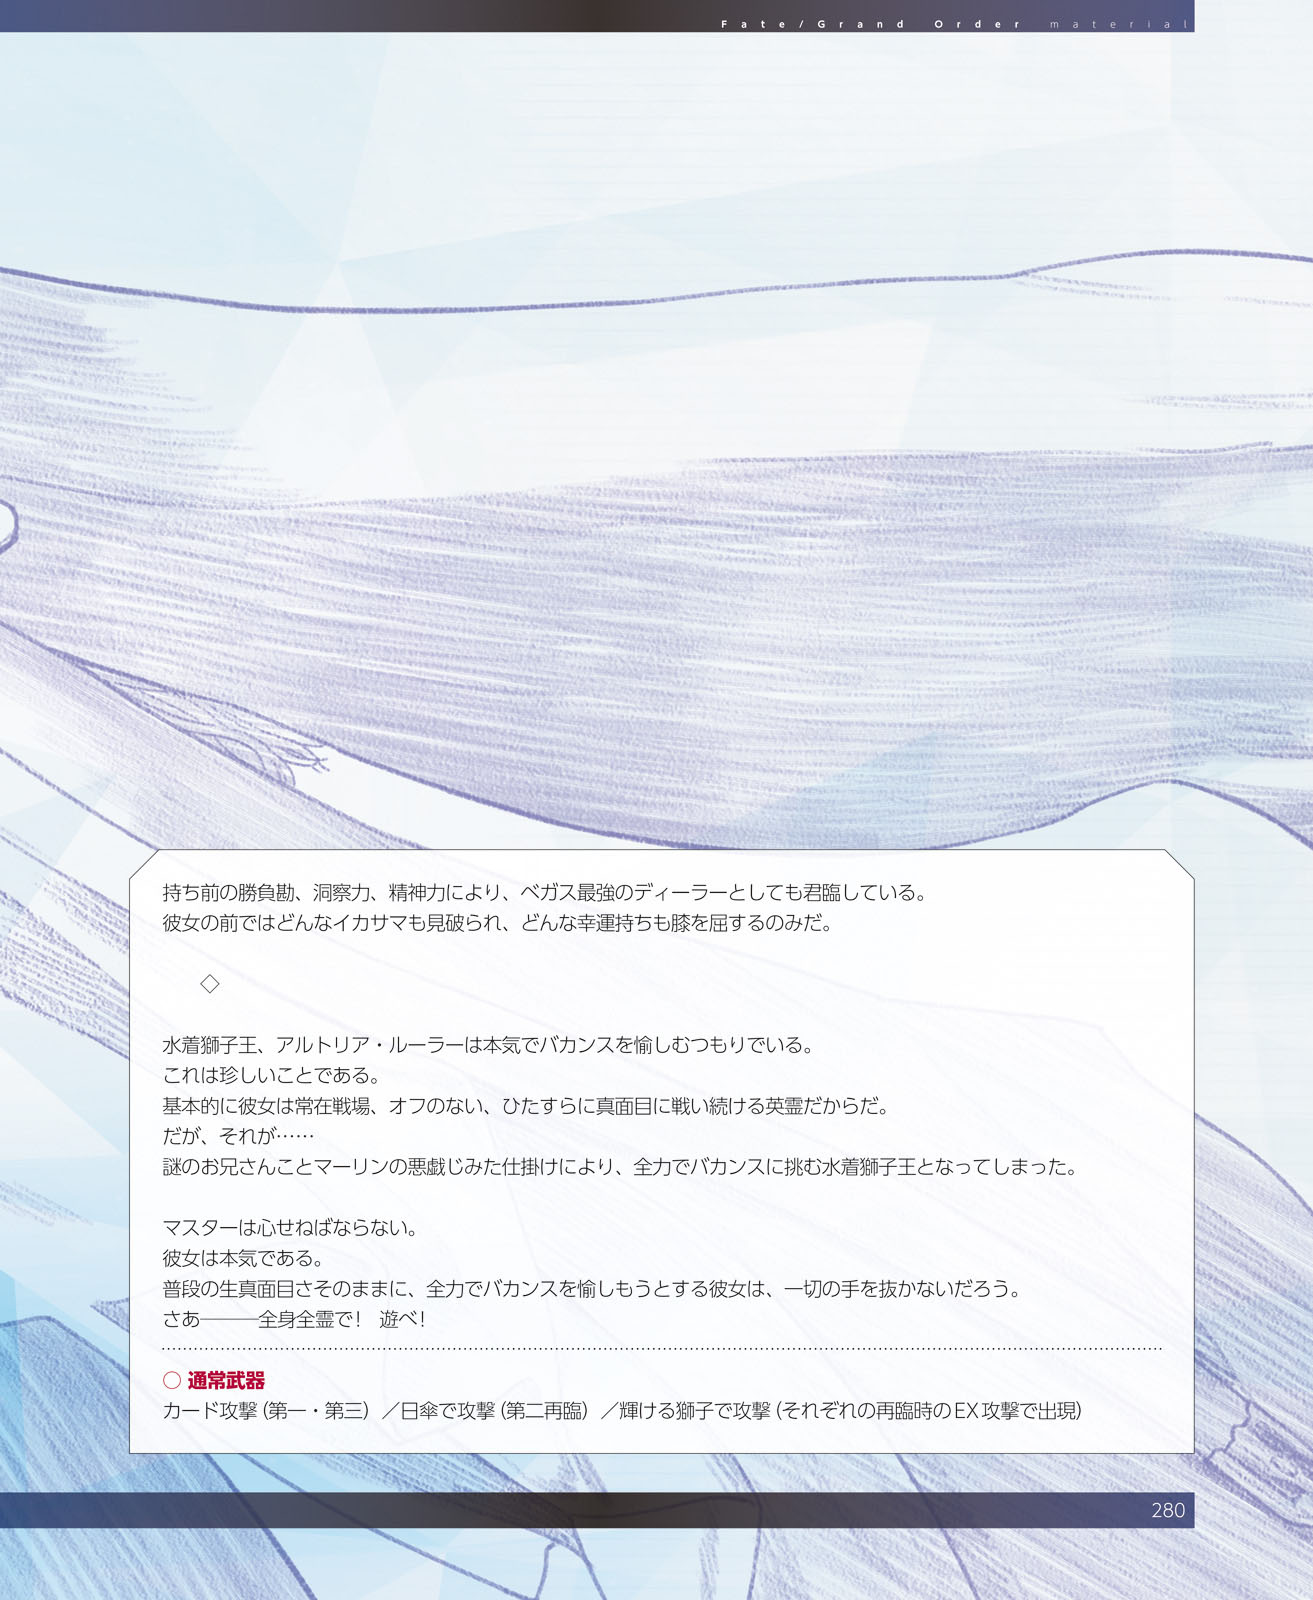 Fate/Grand Order material
持ち前の勝負勘、洞察力、精神力により、ベガス最強のディーラーとしても君臨している。
彼女の前ではどんなイカサマも見破られ、どんな幸運持ちも膝を屈するのみだ。
◇
水着獅子王、アルトリア・ルーラーは本気でバカンスを愉しむつもりでいる。
これは珍しいことである。
基本的に彼女は常在戦場、オフのない、ひたすらに真面目に戦い続ける英霊だからだ。
だが、それが……
謎のお兄さんことマーリンの悪戯じみた仕掛けにより、全力でバカンスに挑む水着獅子王となってしまった。
マスターは心せねばならない。
彼女は本気である。
普段の生真面目さそのままに、全力でバカンスを愉しもうとする彼女は、一切の手を抜かないだろう。
さあ———全身全霊で！　遊べ！
○ 通常武器
カード攻撃（第一・第三）／日傘で攻撃（第二再臨）／輝ける獅子で攻撃（それぞれの再臨時のEX攻撃で出現）
280